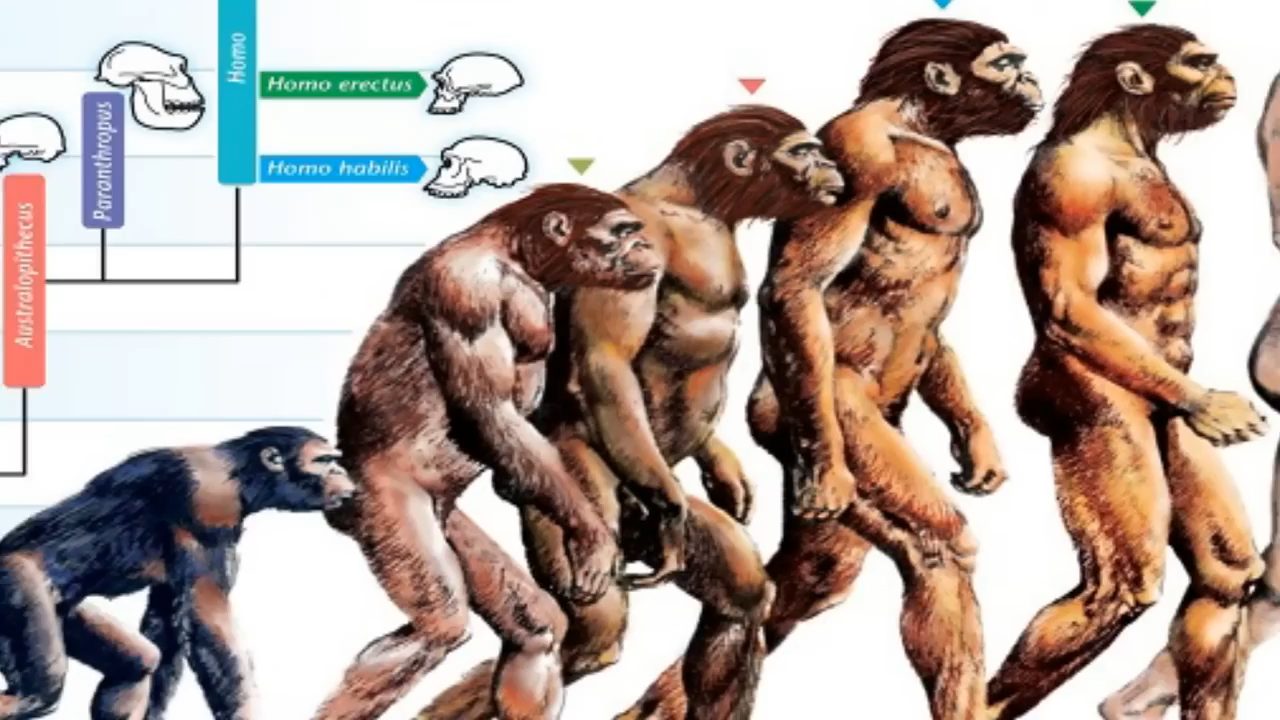 Homo
Homo erectus
Paranthropus
Homo habilis
Australopithecus